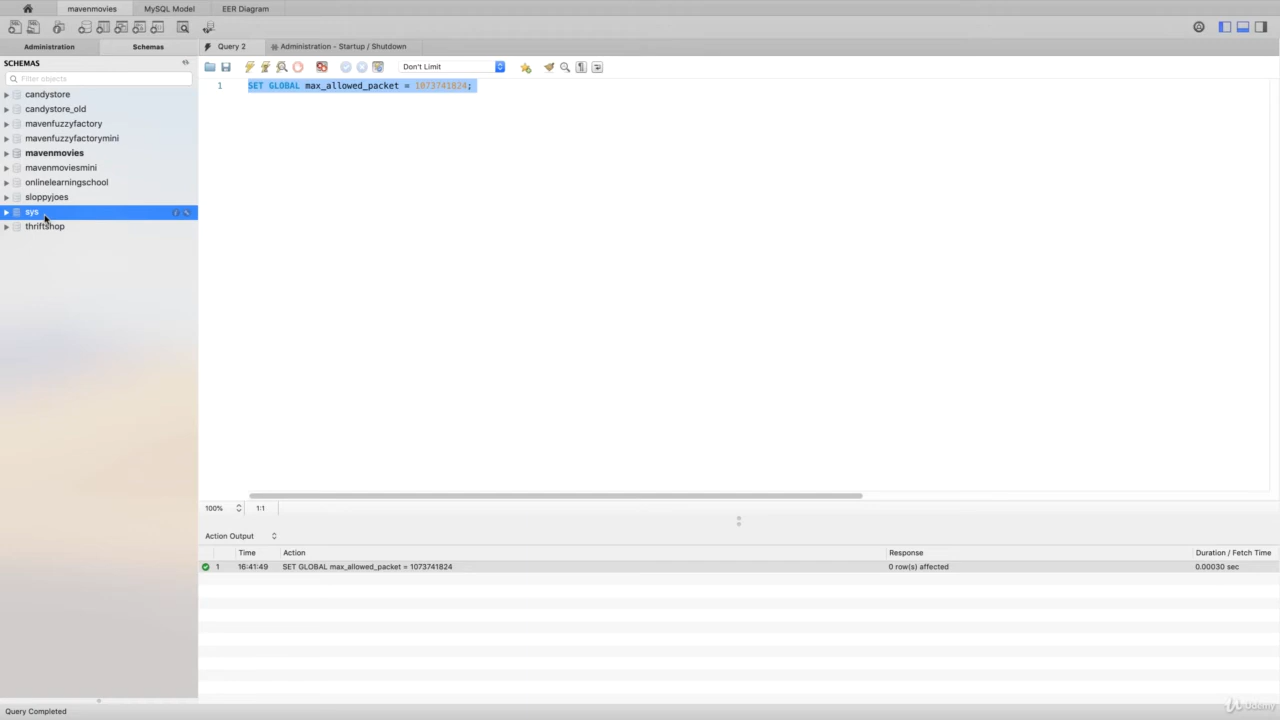 mavenmovies
MySQL Model
EER Diagram
Administration
Schemas
Query 2
Administration - Startup / Shutdown
SCHEMAS
Don't Limit
Filter objects
1
SET GLOBAL max_allowed_packet = 1073741824;
candystore
candystore_old
mavenfuzzyfactory
mavenfuzzyfactorymini
mavenmovies
mavenmoviesmini
onlinelearningschool
sloppyjoes
sys
thriftshop
100%
1:1
Action Output
Time
Action
Response
Duration / Fetch Time
1
16:41:49
SET GLOBAL max_allowed_packet = 1073741824
0 row(s) affected
0.00030 sec
Query Completed
Udemy